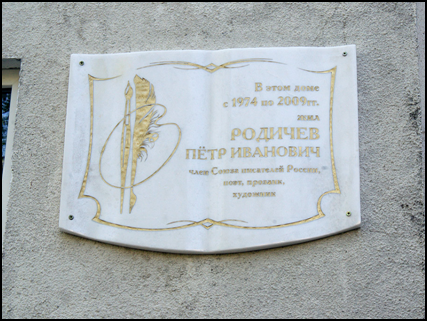 В этом доме
с 1974 по 2009гг.
жил
РОДИЧЕВ
ПЁТР ИВАНОВИЧ
член Союза писателей России,
поэт, прозаик,
художник